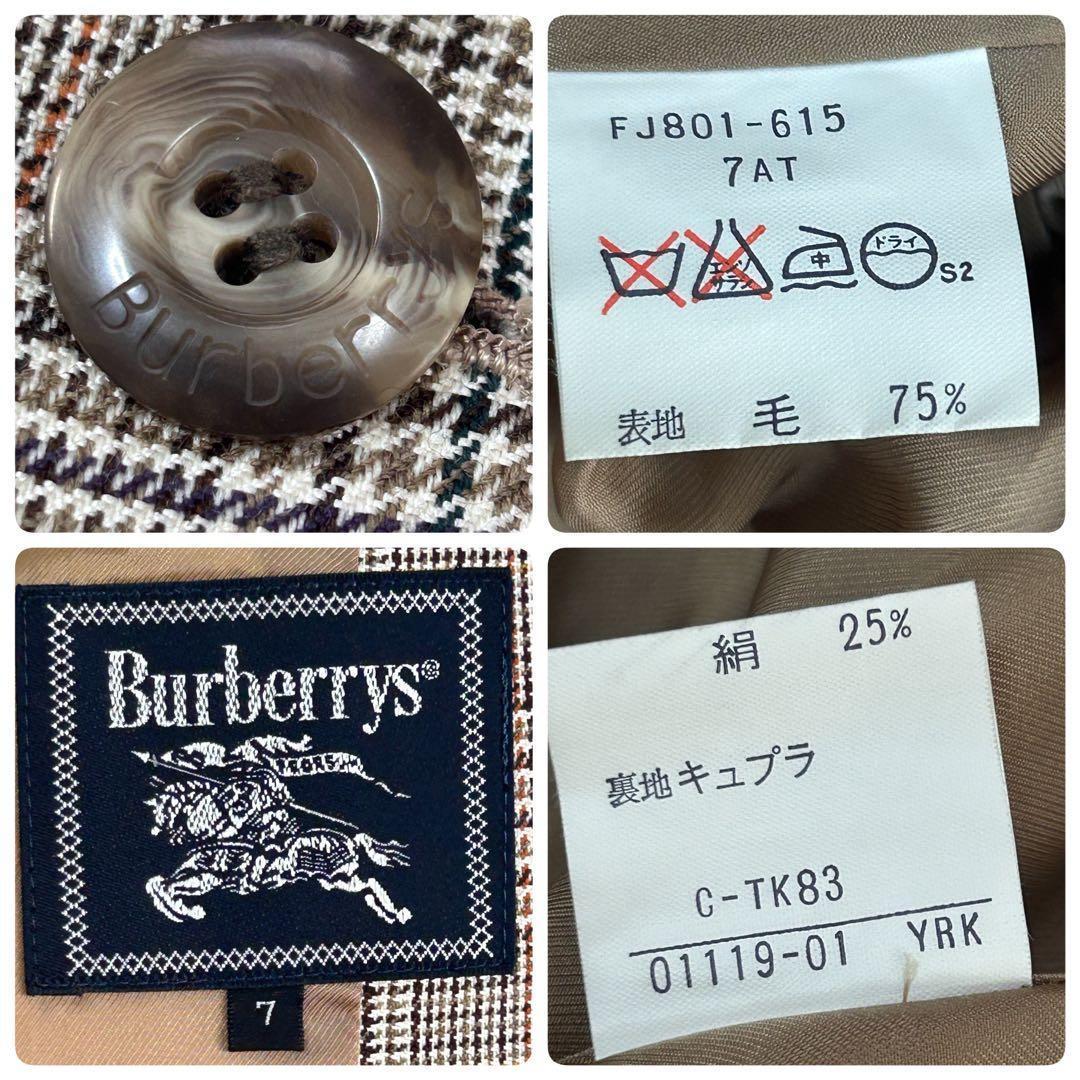 Burberrys
FJ801-615
7AT
エンソ
サラシ
中
ドライ
S2
表地 毛 75%
Burberrys®
PRORSUM
7
絹 25%
裏地キュプラ
C-TK83
01119-01 YRK